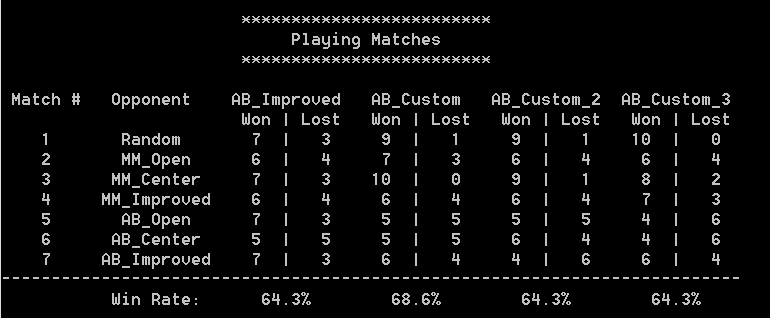 *************************
Playing Matches
*************************
Match # Opponent AB_Improved AB_Custom AB_Custom_2 AB_Custom_3
Won | Lost Won | Lost Won | Lost Won | Lost
1 Random 7 | 3 9 | 1 9 | 1 10 | 0
2 MM_Open 6 | 4 7 | 3 6 | 4 6 | 4
3 MM_Center 7 | 3 10 | 0 9 | 1 8 | 2
4 MM_Improved 6 | 4 6 | 4 6 | 4 7 | 3
5 AB_Open 7 | 3 5 | 5 5 | 5 4 | 6
6 AB_Center 5 | 5 5 | 5 6 | 4 4 | 6
7 AB_Improved 7 | 3 6 | 4 4 | 6 6 | 4
--------------------------------------------------------------------------
Win Rate: 64.3% 68.6% 64.3% 64.3%